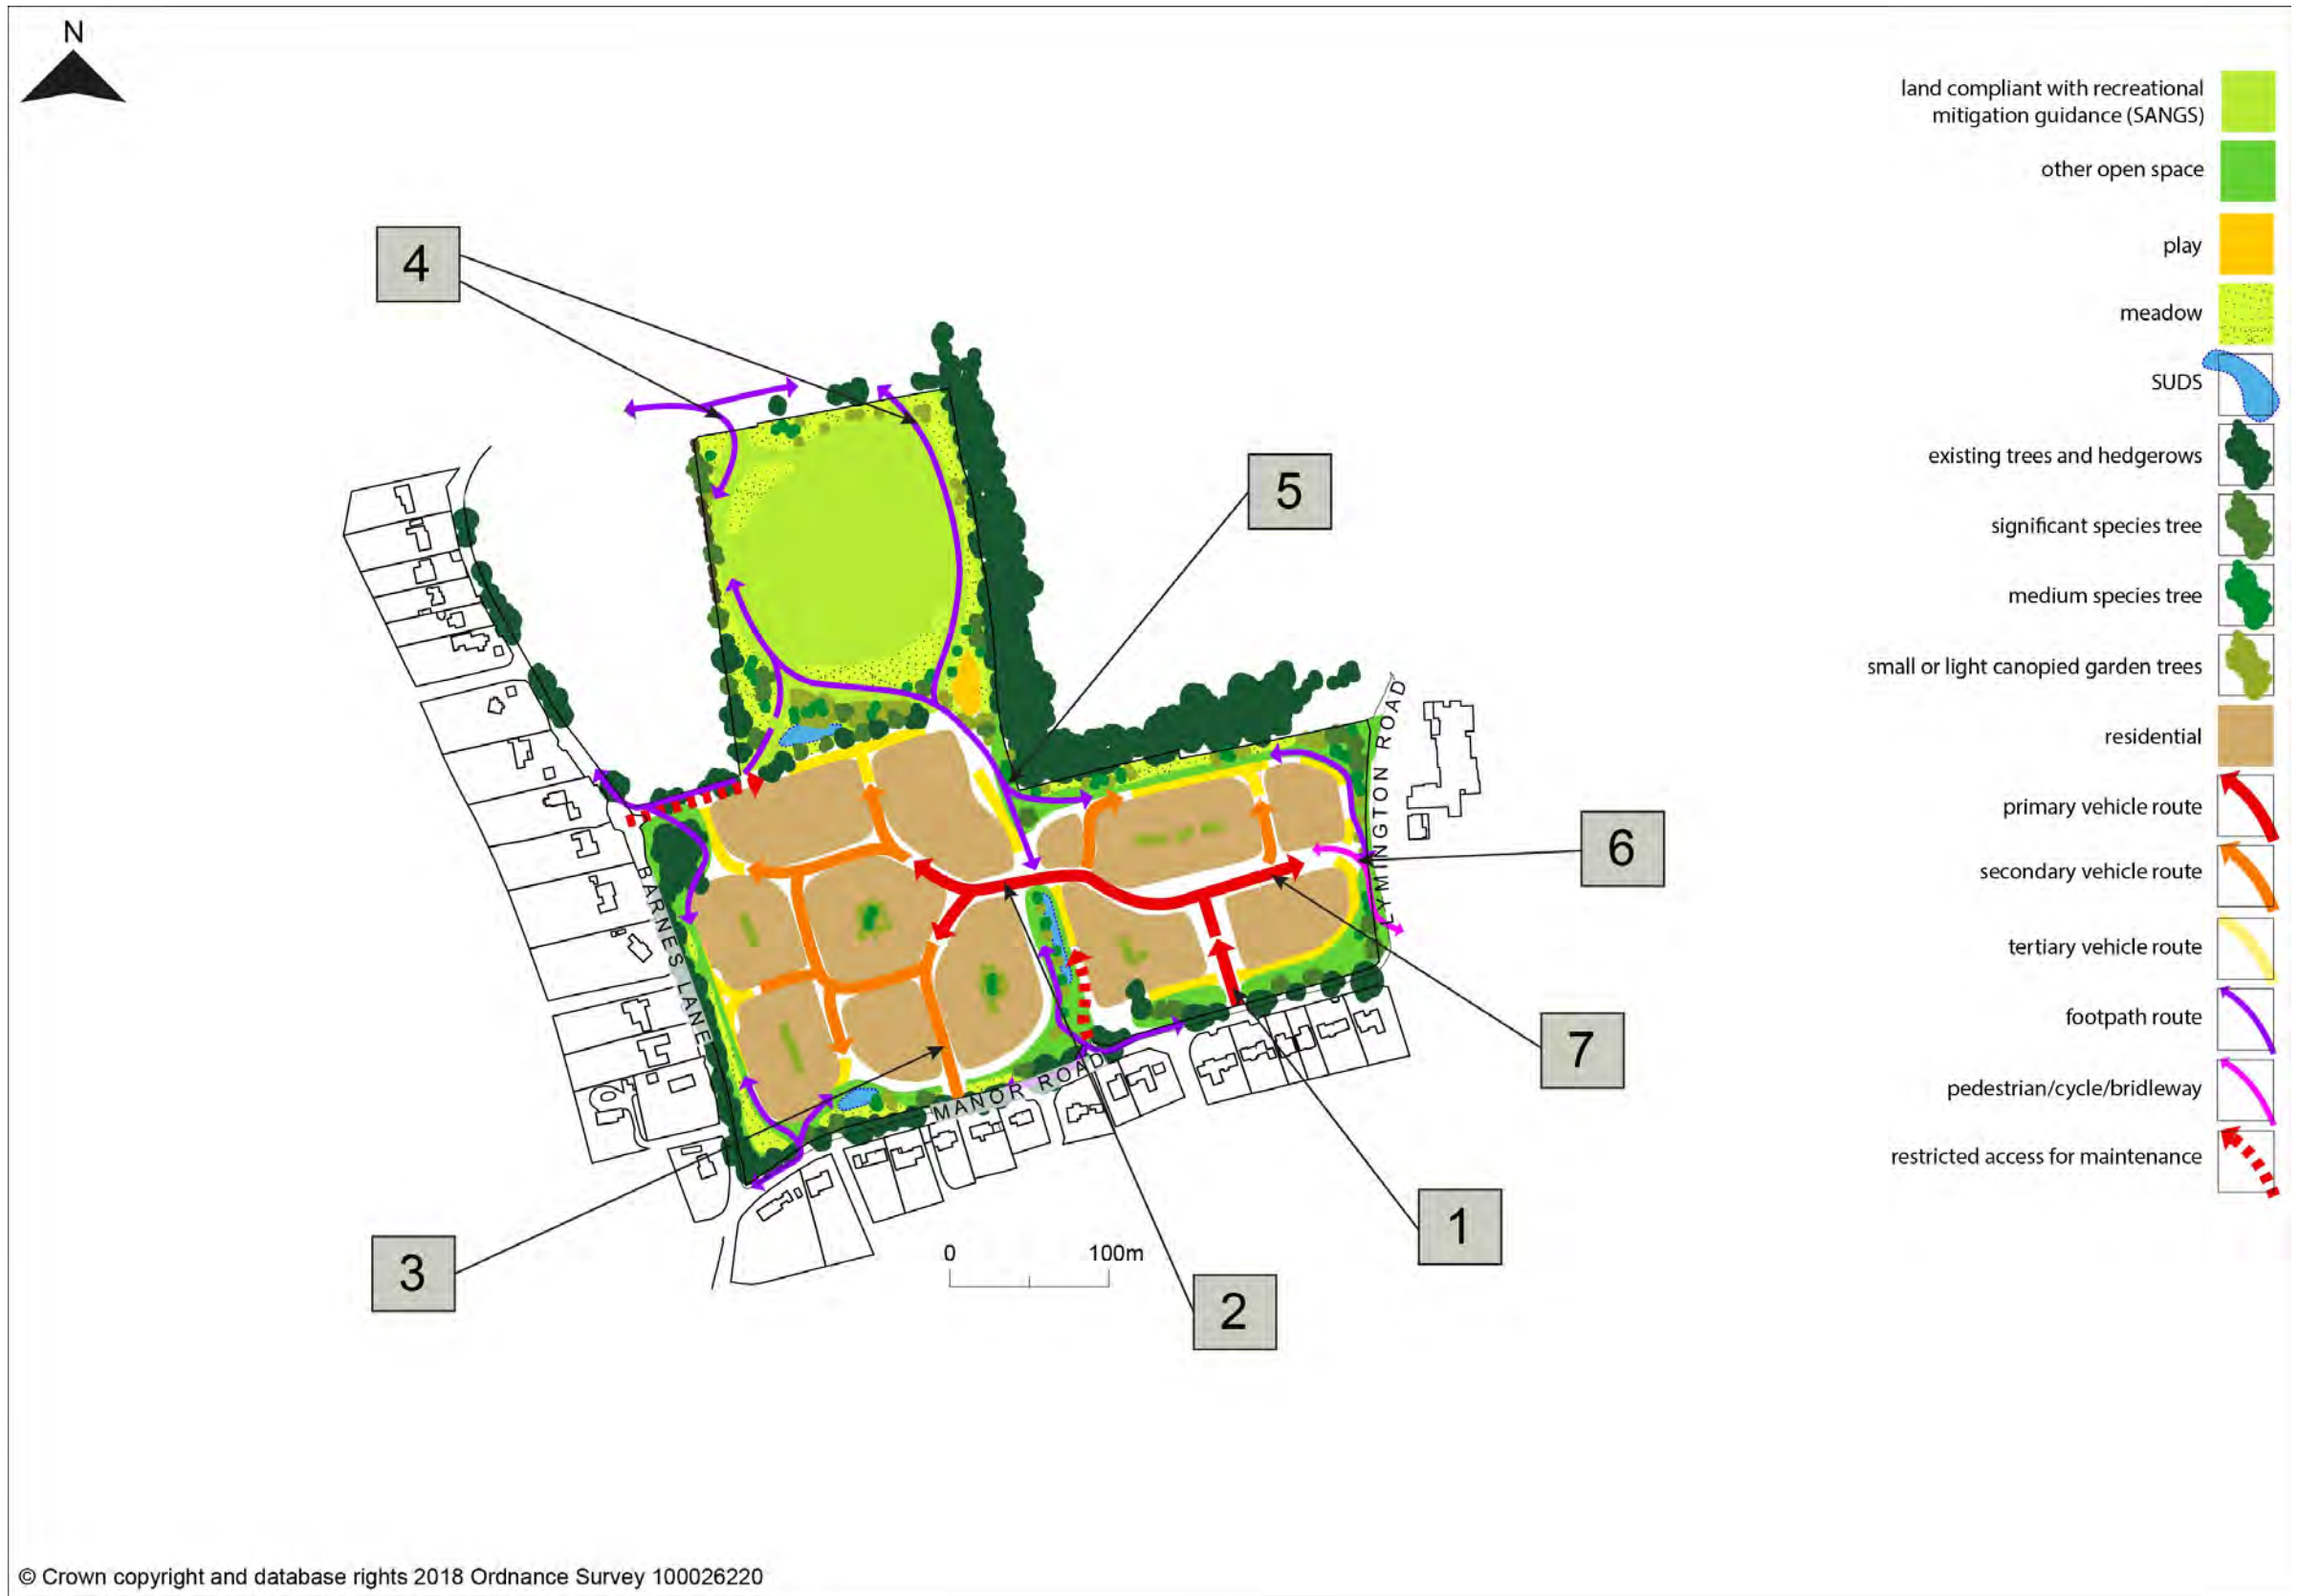 N
land compliant with recreational
mitigation guidance (SANGS)
other open space
play
meadow
SUDS
existing trees and hedgerows
significant species tree
medium species tree
small or light canopied garden trees
residential
primary vehicle route
secondary vehicle route
tertiary vehicle route
footpath route
pedestrian/cycle/bridleway
restricted access for maintenance
4
5
6
7
1
2
3
LYMINGTON ROAD
BARNES LANE
MANOR ROAD
0 100m
© Crown copyright and database rights 2018 Ordnance Survey 100026220